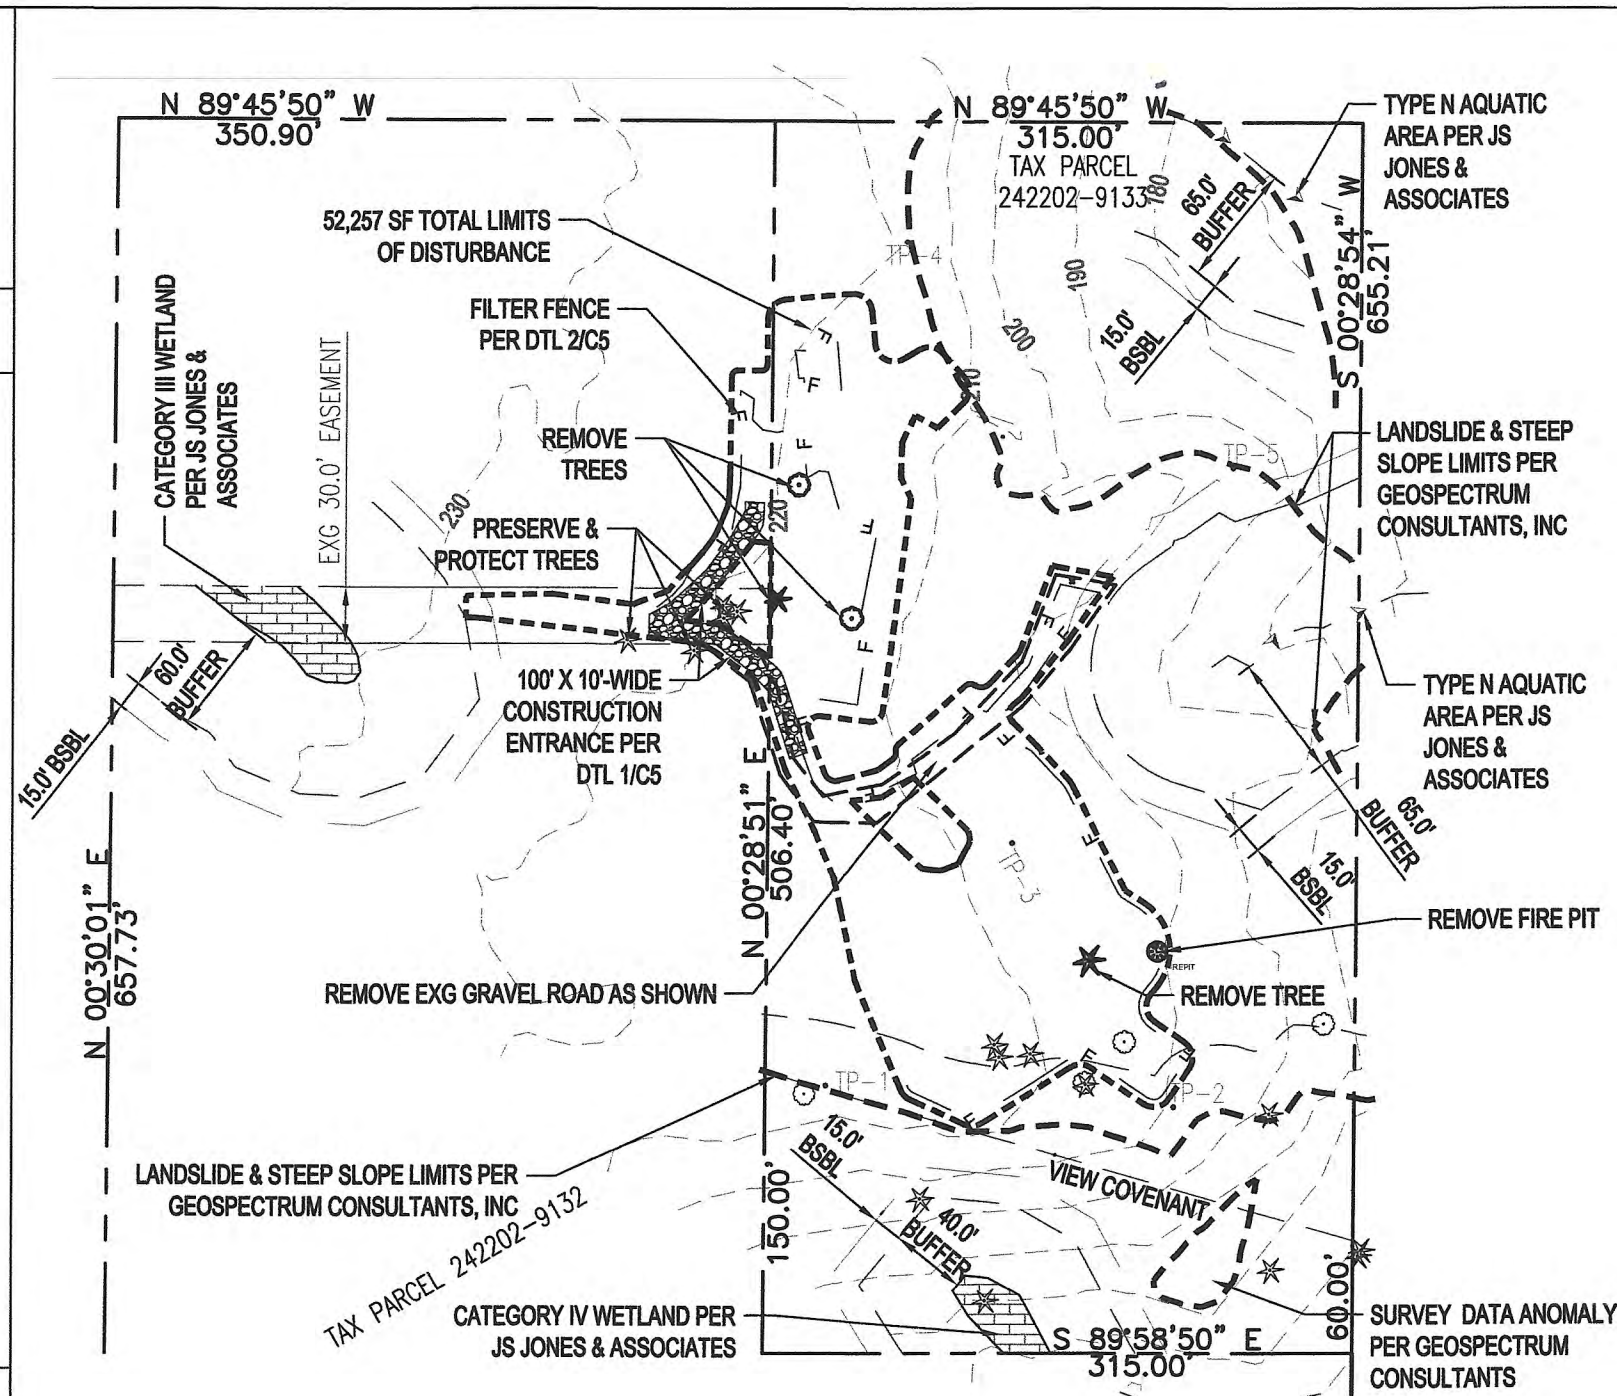 N 89°45'50" W
350.90'
N 89°45'50" W
315.00'
TAX PARCEL
242202-9133
TYPE N AQUATIC
AREA PER JS
JONES &
ASSOCIATES
180
65.0'
BUFFER
S 00°28'54" W
655.21'
52,257 SF TOTAL LIMITS
OF DISTURBANCE
TP-4
190
200
15.0'
BSBL
FILTER FENCE
PER DTL 2/C5
CATEGORY III WETLAND
PER JS JONES &
ASSOCIATES
EXG 30.0' EASEMENT
F
F
F
210
REMOVE
TREES
F
TP-5
LANDSLIDE & STEEP
SLOPE LIMITS PER
GEOSPECTRUM
CONSULTANTS, INC
230
220
PRESERVE &
PROTECT TREES
F
F
F
F
60.0'
BUFFER
15.0' BSBL
100' X 10'-WIDE
CONSTRUCTION
ENTRANCE PER
DTL 1/C5
TYPE N AQUATIC
AREA PER JS
JONES &
ASSOCIATES
F
N 00°28'51" E
506.40'
65.0'
BUFFER
15.0'
BSBL
F
TP-3
N 00°30'01" E
657.73'
REMOVE FIRE PIT
REPIT
REMOVE EXG GRAVEL ROAD AS SHOWN
REMOVE TREE
F
TP-1
TP-2
F
15.0'
BSBL
LANDSLIDE & STEEP SLOPE LIMITS PER
GEOSPECTRUM CONSULTANTS, INC
VIEW COVENANT
150.00'
40.0'
BUFFER
TAX PARCEL 242202-9132
CATEGORY IV WETLAND PER
JS JONES & ASSOCIATES
S 89°58'50" E
315.00'
60.00'
SURVEY DATA ANOMALY
PER GEOSPECTRUM
CONSULTANTS